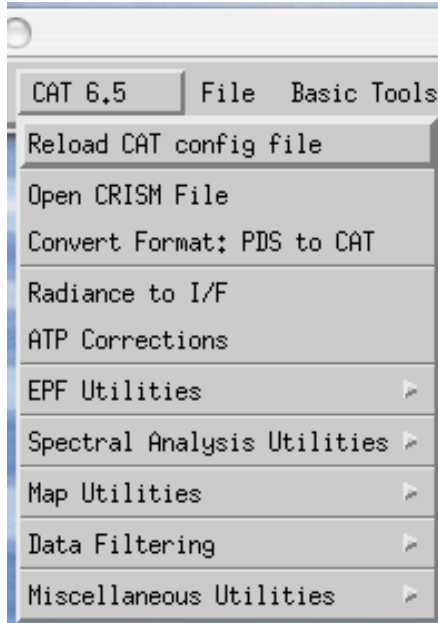 CAT 6.5 File Basic Tools
Reload CAT config file
Open CRISM File
Convert Format: PDS to CAT
Radiance to I/F
ATP Corrections
EPF Utilities
Spectral Analysis Utilities
Map Utilities
Data Filtering
Miscellaneous Utilities